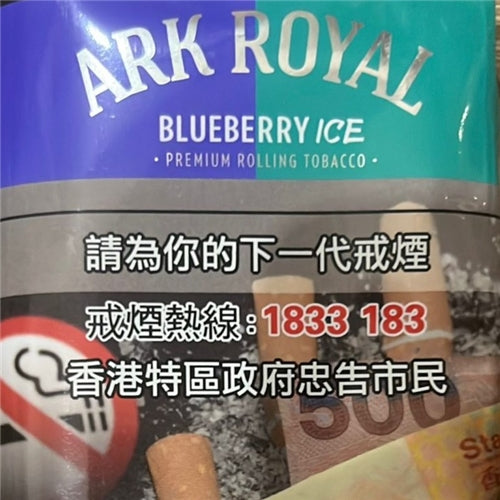 ARK ROYAL
BLUEBERRY ICE
• PREMIUM ROLLING TOBACCO •
請為你的下一代戒煙
戒煙熱線：1833 183
香港特區政府忠告市民
500